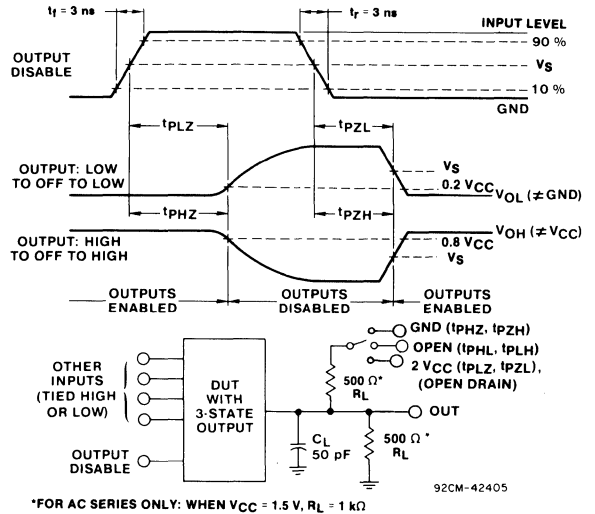 tf = 3 ns
tr = 3 ns
INPUT LEVEL
90 %
OUTPUT
DISABLE
VS
10 %
GND
tPLZ
tPZL
OUTPUT: LOW
TO OFF TO LOW
VS
0.2 VCC
VOL (≠GND)
tPHZ
tPZH
OUTPUT: HIGH
TO OFF TO
HIGH
VOH (≠VCC)
0.8 VCC
VS
OUTPUTS
ENABLED
OUTPUTS
DISABLED
OUTPUTS
ENABLED
GND (tPHZ, tPZH)
OPEN (tPHL, tPLH)
2 VCC (tPLZ, tPZL),
(OPEN DRAIN)
OTHER
INPUTS
(TIED HIGH
OR LOW)
DUT
WITH
3-STATE
OUTPUT
500 Ω*
RL
OUT
OUTPUT
DISABLE
CL
50 pF
500 Ω*
RL
92CM-42405
*FOR AC SERIES ONLY: WHEN VCC = 1.5 V, RL = 1 kΩ